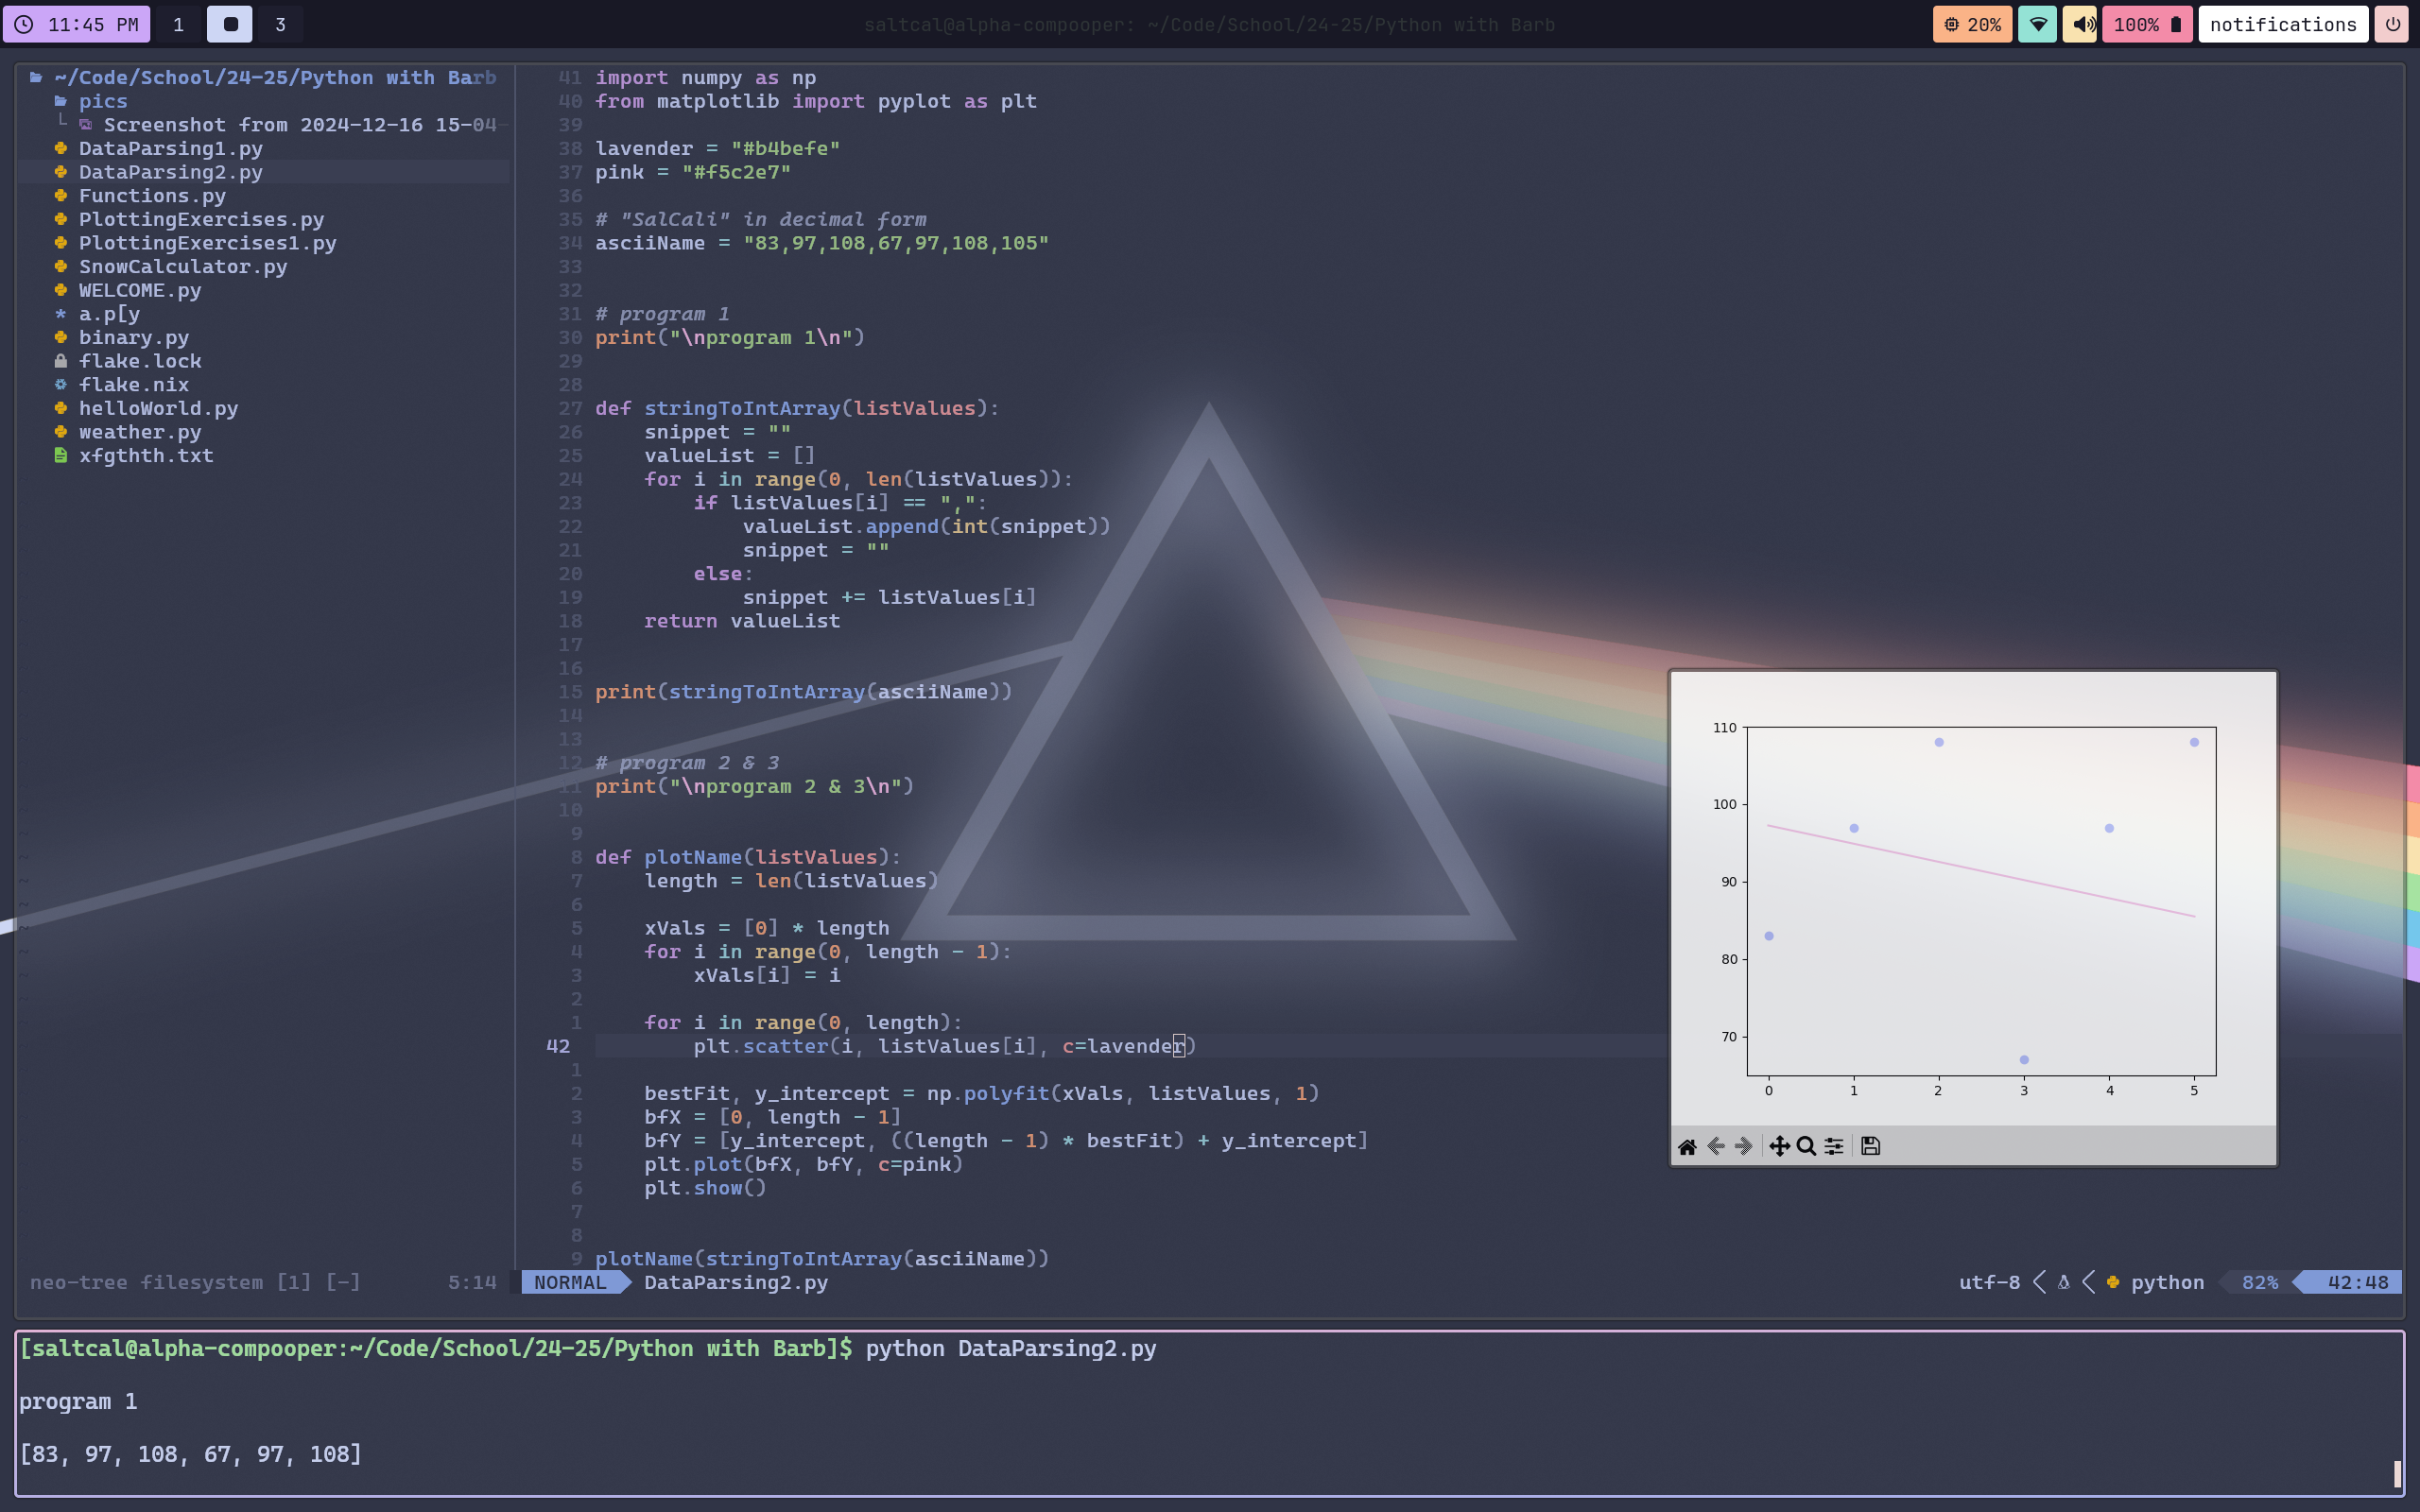 11:45 PM 1 3 saltcal@alpha-compooper: ~/Code/School/24-25/Python with Barb 20% 100% notifications
~/Code/School/24-25/Python with Barb
pics
Screenshot from 2024-12-16 15-04-
DataParsing1.py
DataParsing2.py
Functions.py
PlottingExercises.py
PlottingExercises1.py
SnowCalculator.py
WELCOME.py
a.p[y
binary.py
flake.lock
flake.nix
helloWorld.py
weather.py
xfgthth.txt
neo-tree filesystem [1] [-] 5:14
41 import numpy as np
40 from matplotlib import pyplot as plt
39
38 lavender = "#b4befe"
37 pink = "#f5c2e7"
36
35 # "SalCali" in decimal form
34 asciiName = "83,97,108,67,97,108,105"
33
32
31 # program 1
30 print("\nprogram 1\n")
29
28
27 def stringToIntArray(listValues):
26     snippet = ""
25     valueList = []
24     for i in range(0, len(listValues)):
23         if listValues[i] == ",":
22             valueList.append(int(snippet))
21             snippet = ""
20         else:
19             snippet += listValues[i]
18     return valueList
17
16
15 print(stringToIntArray(asciiName))
14
13
12 # program 2 & 3
11 print("\nprogram 2 & 3\n")
10
9
8 def plotName(listValues):
7     length = len(listValues)
6
5     xVals = [0] * length
4     for i in range(0, length - 1):
3         xVals[i] = i
2
1     for i in range(0, length):
42         plt.scatter(i, listValues[i], c=lavender)
1
2     bestFit, y_intercept = np.polyfit(xVals, listValues, 1)
3     bfX = [0, length - 1]
4     bfY = [y_intercept, ((length - 1) * bestFit) + y_intercept]
5     plt.plot(bfX, bfY, c=pink)
6     plt.show()
7
8
9 plotName(stringToIntArray(asciiName))
NORMAL DataParsing2.py utf-8 python 82% 42:48
110
100
90
80
70
0 1 2 3 4 5
[saltcal@alpha-compooper:~/Code/School/24-25/Python with Barb]$ python DataParsing2.py
program 1
[83, 97, 108, 67, 97, 108]